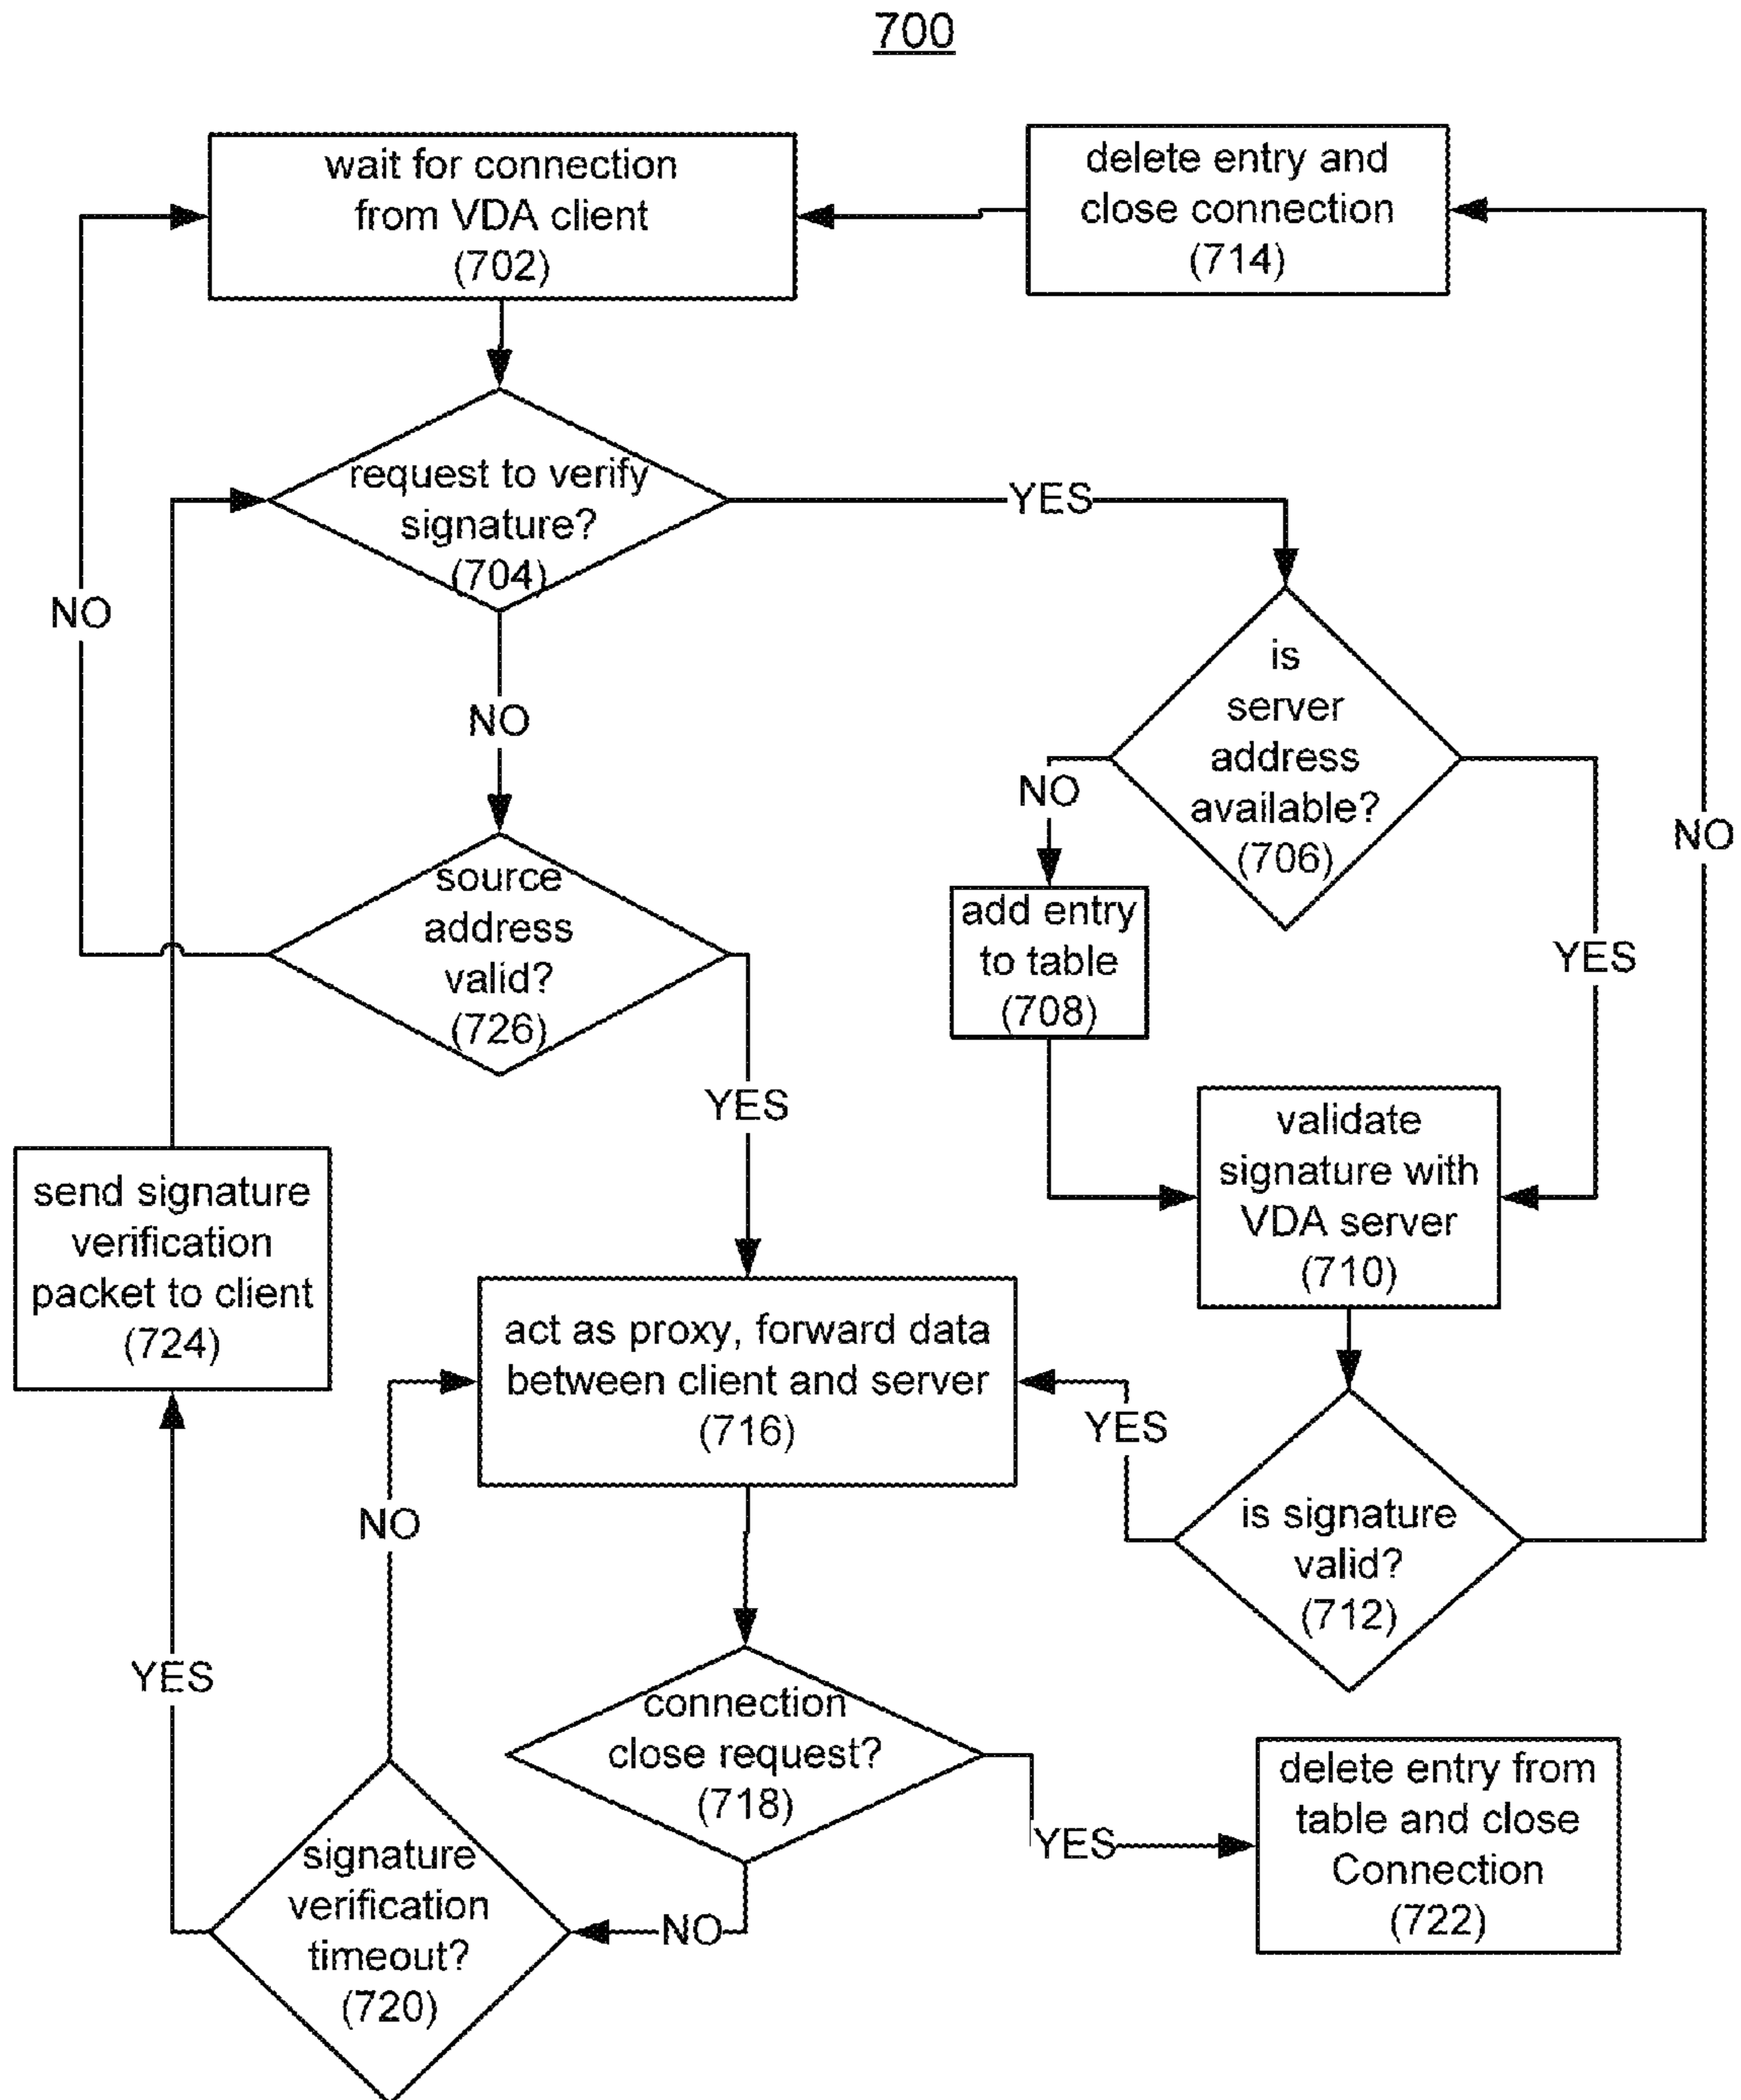 700
wait for connection
from VDA client
(702)
delete entry and
close connection
(714)
request to verify
signature?
(704)
YES
NO
NO
is
server
address
available?
(706)
NO
YES
NO
add entry
to table
(708)
source
address
valid?
(726)
YES
validate
signature with
VDA server
(710)
send signature
verification
packet to client
(724)
act as proxy, forward data
between client and server
(716)
YES
NO
is signature
valid?
(712)
YES
connection
close request?
(718)
YES
NO
delete entry from
table and close
Connection
(722)
signature
verification
timeout?
(720)